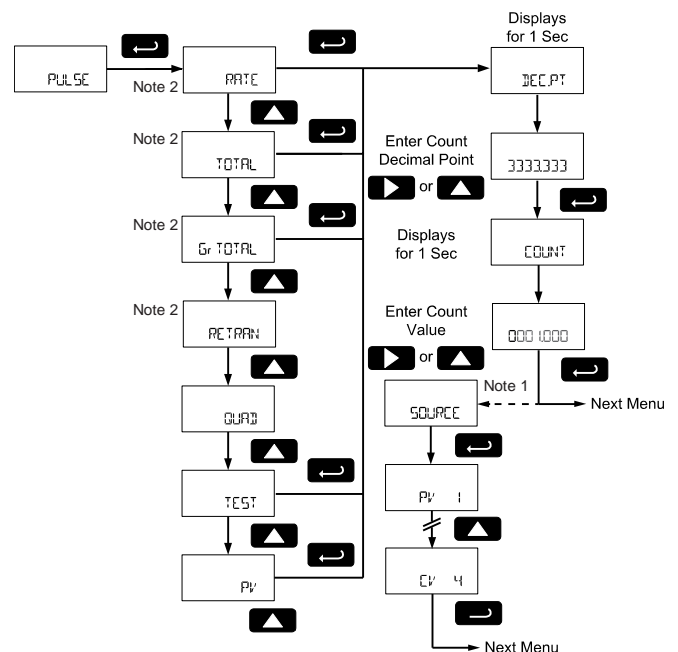 Displays
for 1 Sec
PULSE
RATE
Note 2
DEC.PT
Note 2
TOTAL
Enter Count
Decimal Point
or
3333.333
Note 2
Gr TOTAL
Displays
for 1 Sec
COUNT
Note 2
RETRAN
Enter Count
Value
or
0001.000
QUAD
SOURCE
Note 1
Next Menu
TEST
PV 1
PV
CV 4
Next Menu